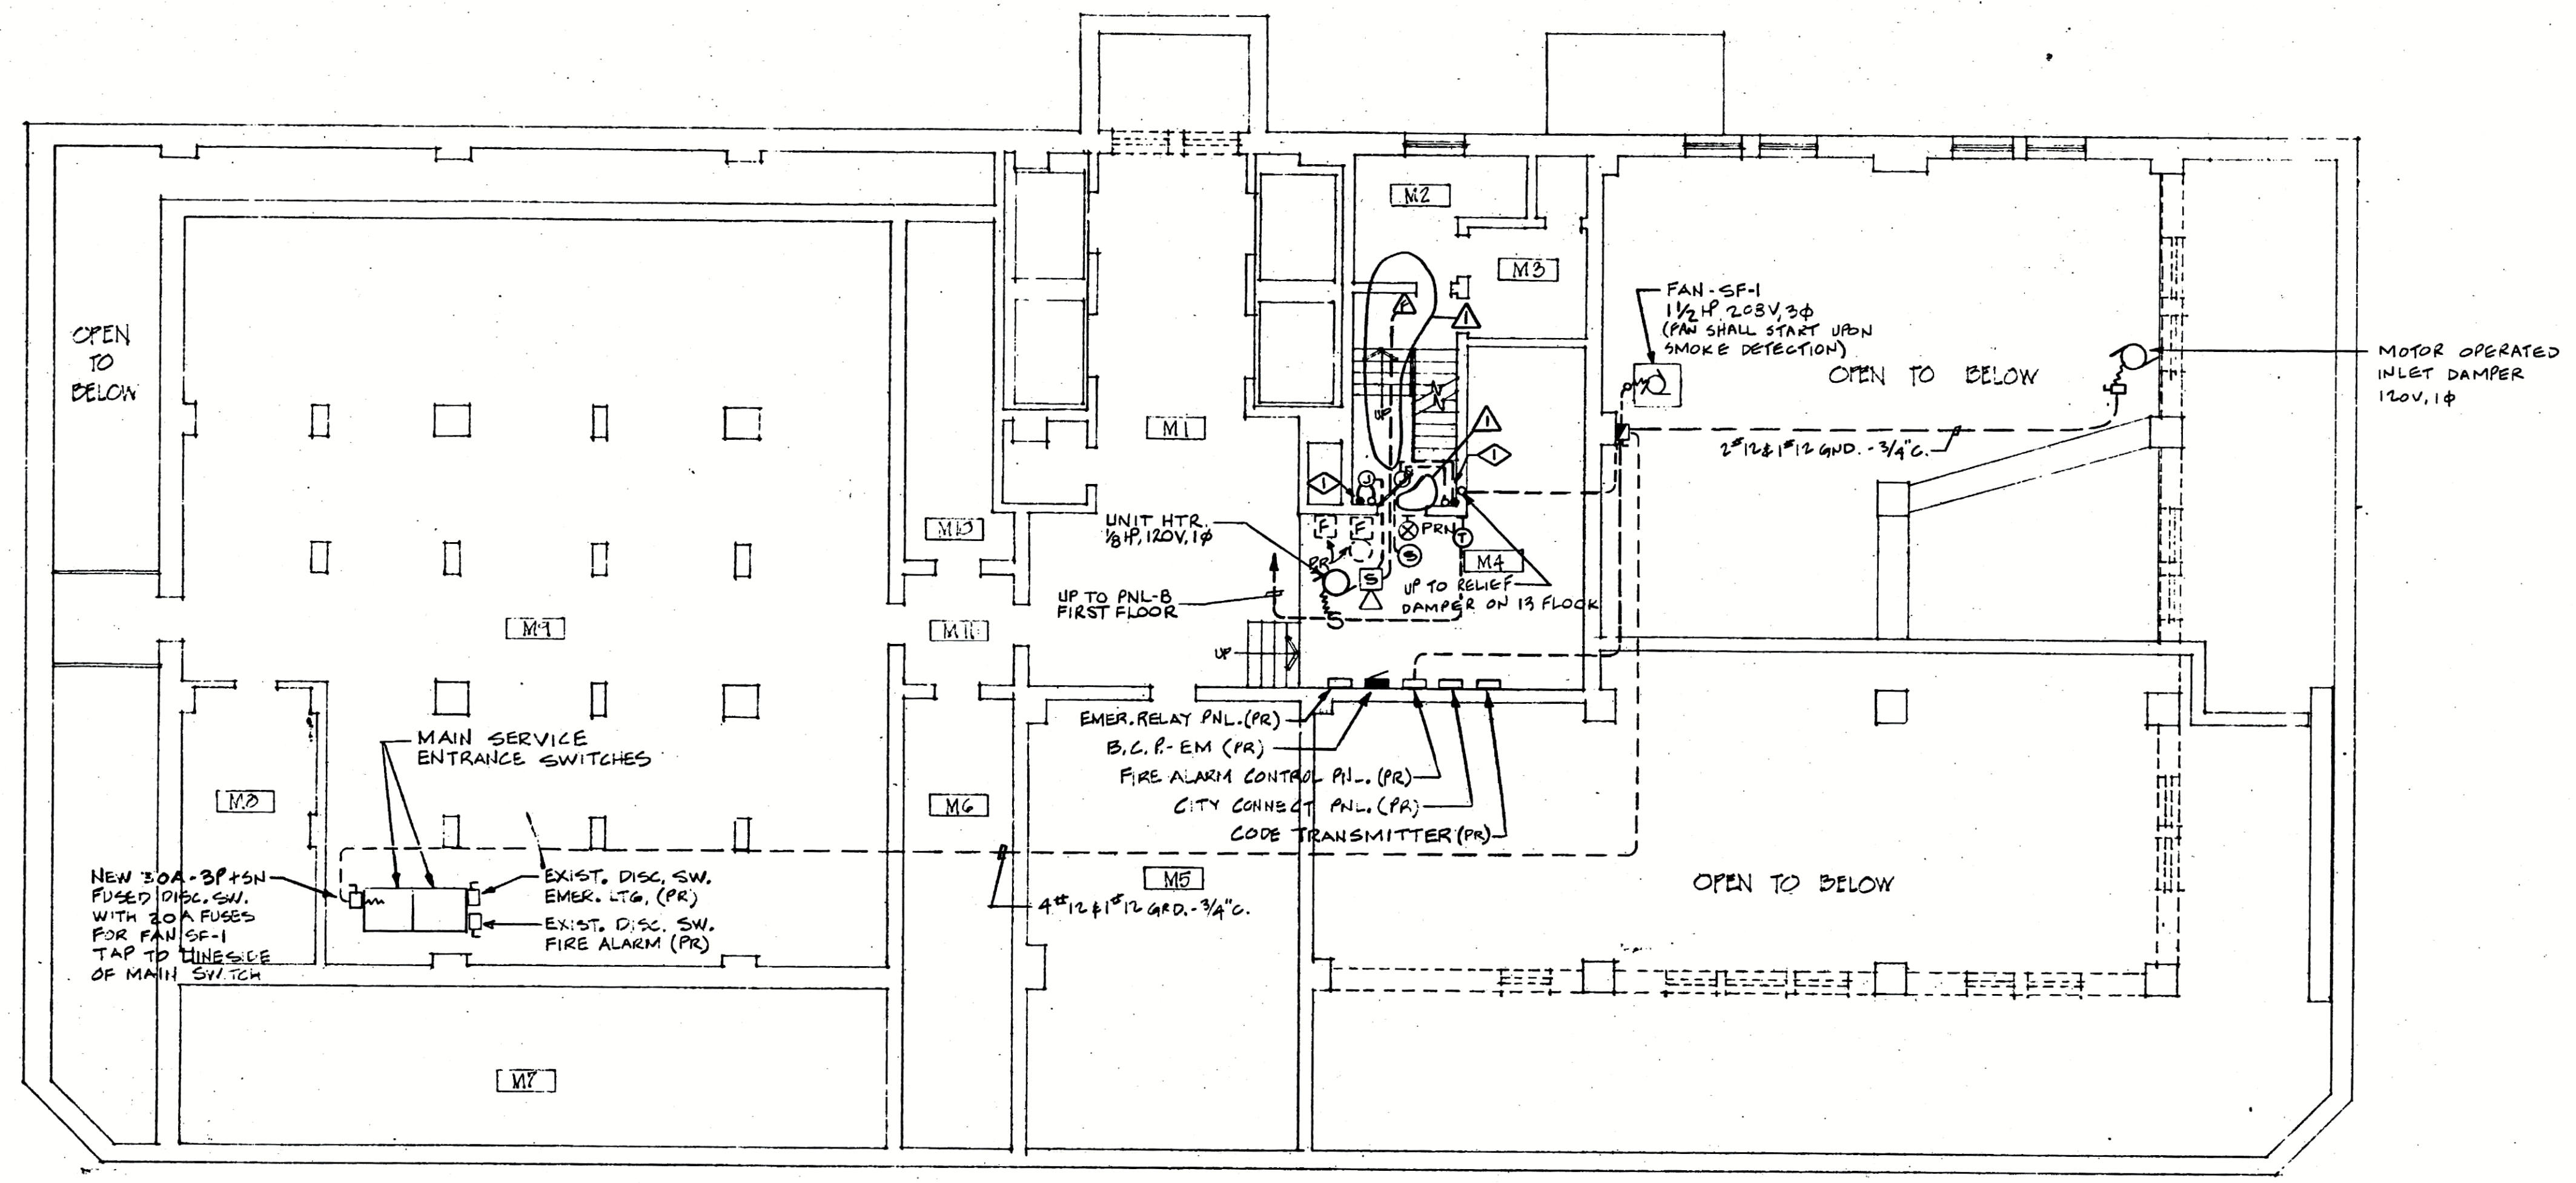 M2
M3
FAN-SF-1
1½ HP 208V, 3Φ
(FAN SHALL START UPON
SMOKE DETECTION)
OPEN TO BELOW
MOTOR OPERATED
INLET DAMPER
120V, 1Φ
OPEN
TO
BELOW
F
1
UP
M1
1
1
1
2#12 & 1#12 GND. - 3/4"C.
J
M13
UNIT HTR.
⅛ HP, 120V, 1Φ
F
F
PRN
T
PR
S
S
M4
UP TO PNL-B
FIRST FLOOR
UP TO RELIEF
DAMPER ON 13 FLOOR
S
M9
M11
UP
EMER. RELAY PNL. (PR)
B.C.P.-EM (PR)
FIRE ALARM CONTROL PNL. (PR)
CITY CONNECT PNL. (PR)
CODE TRANSMITTER (PR)
MAIN SERVICE
ENTRANCE SWITCHES
M8
M6
NEW 30A-3P+SN
FUSED DISC. SW.
WITH 20A FUSES
FOR FAN SF-1
TAP TO LINESIDE
OF MAIN SWITCH
EXIST. DISC. SW.
EMER. LTG. (PR)
EXIST. DISC. SW.
FIRE ALARM (PR)
M5
4#12 & 1#12 GRD. - 3/4"C.
OPEN TO BELOW
M7